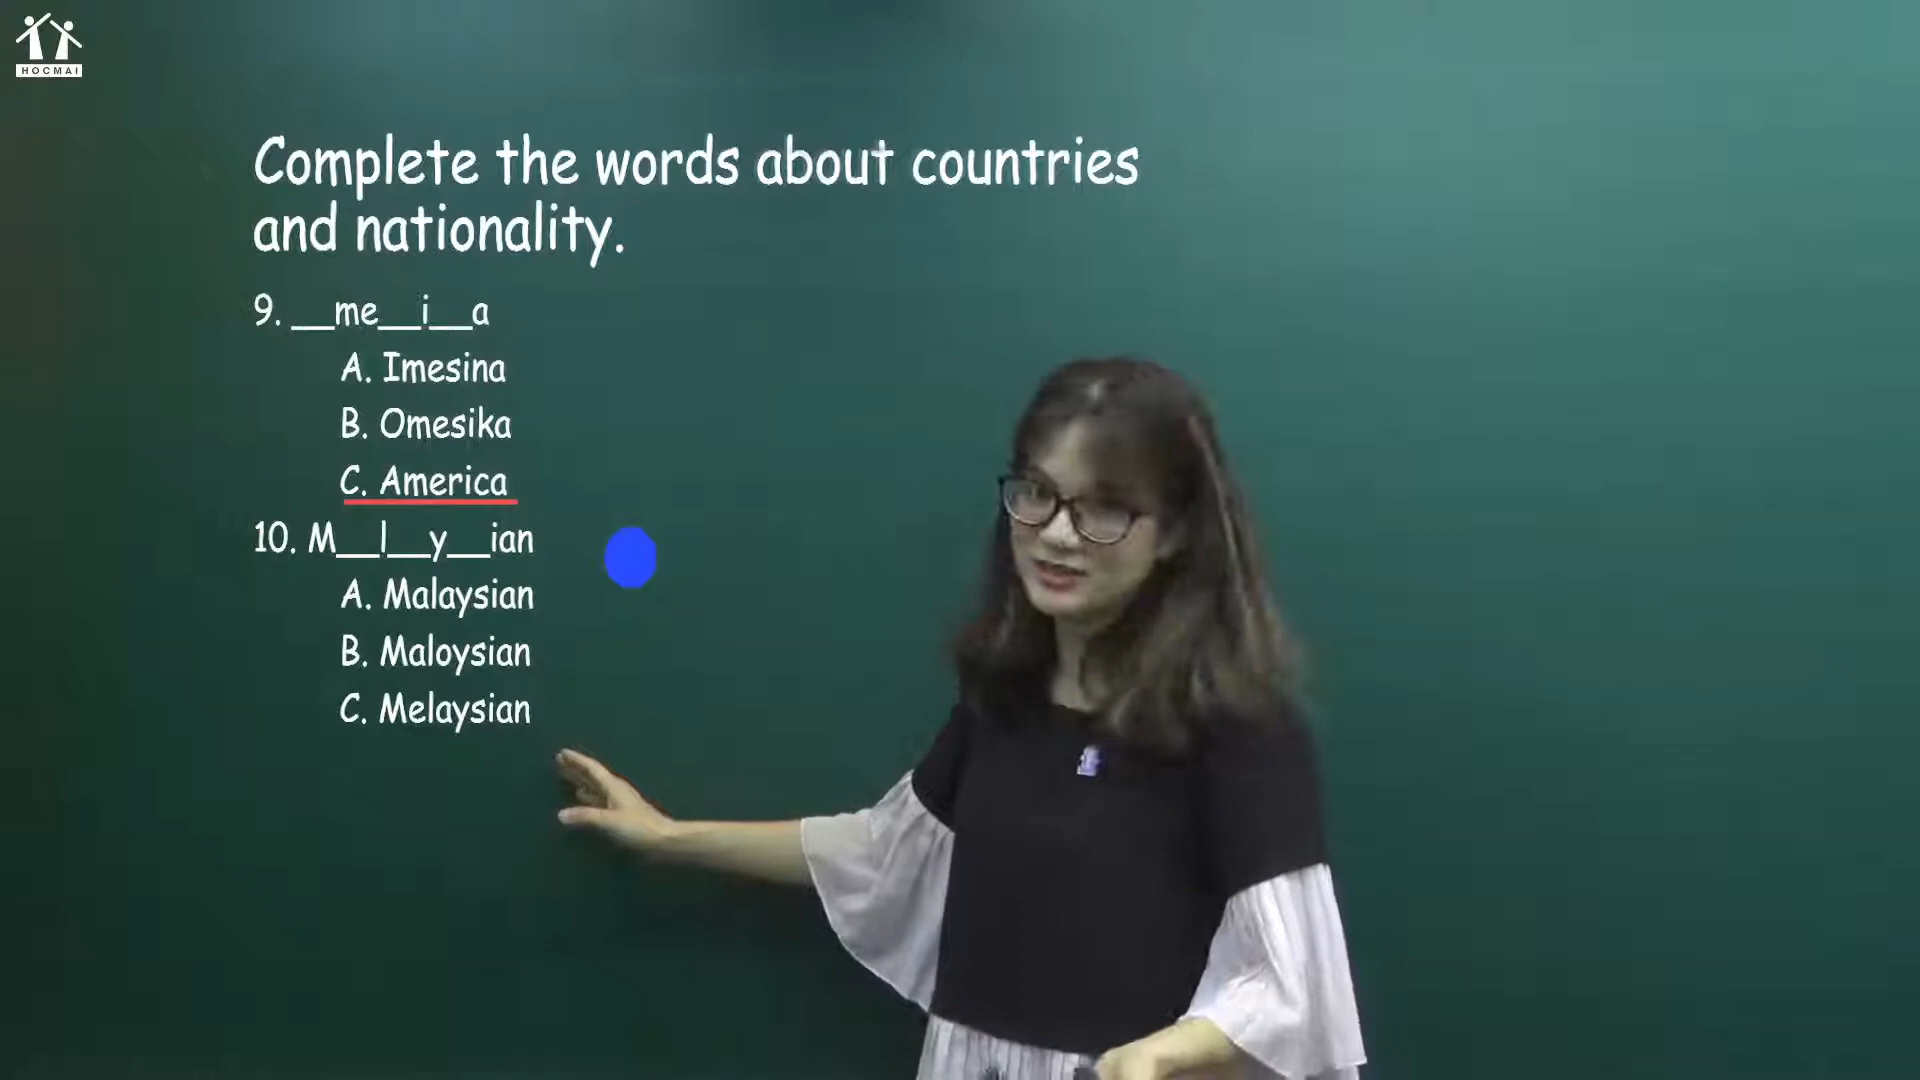 HOCMAI
Complete the words about countries
and nationality.
9. __me__i__a
A. Imesina
B. Omesika
C. America
10. M__l__y__ian
A. Malaysian
B. Maloysian
C. Melaysian